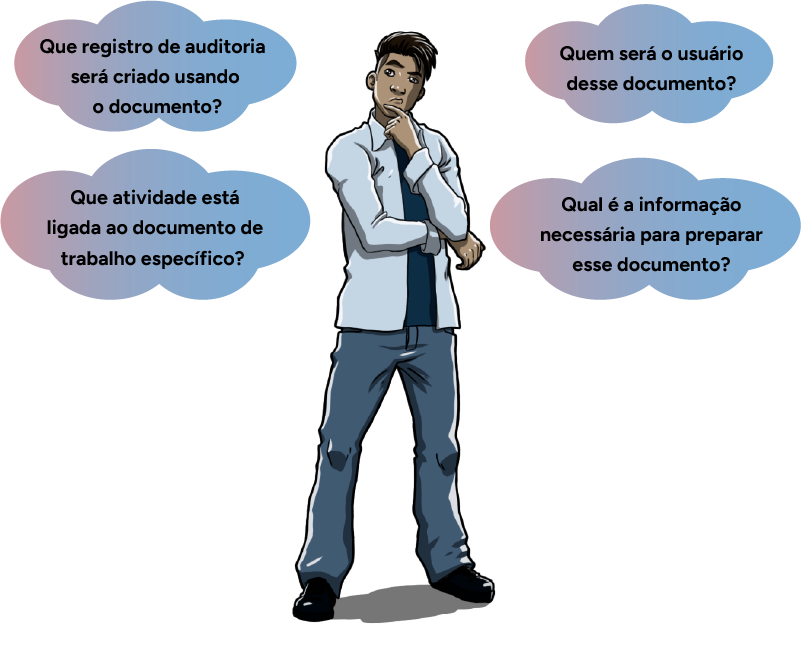 Que registro de auditoria
será criado usando
o documento?
Quem será o usuário
desse documento?
Que atividade está
ligada ao documento de
trabalho específico?
Qual é a informação
necessária para preparar
esse documento?